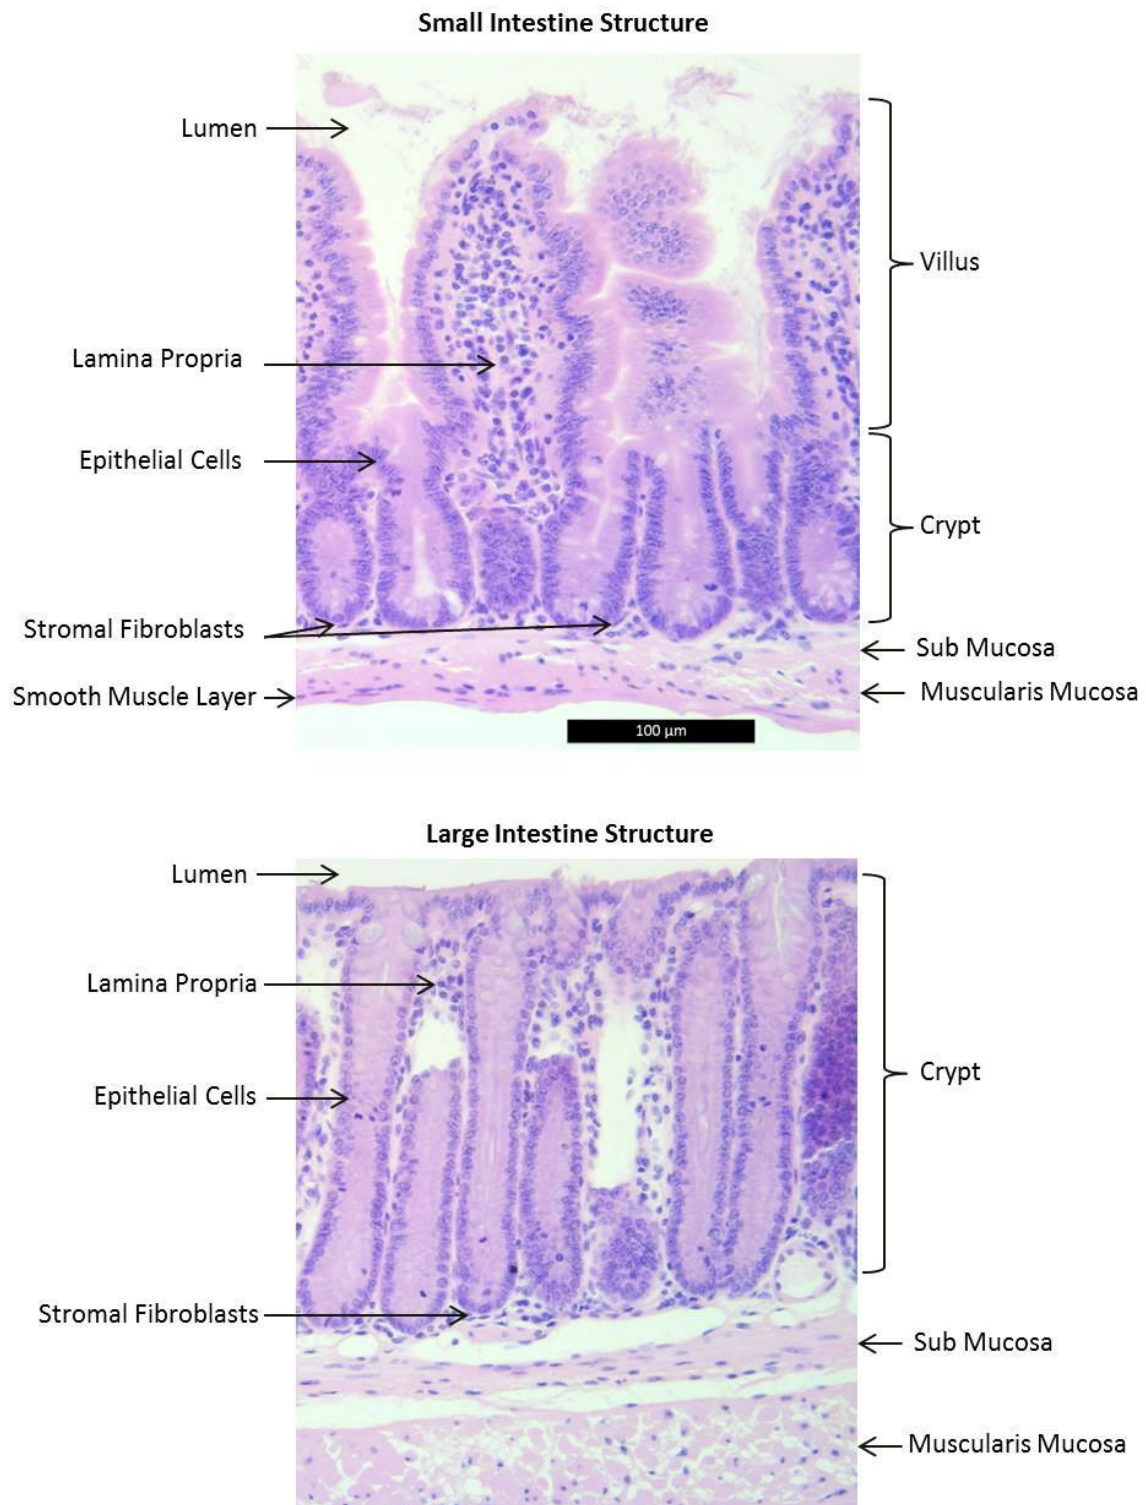 Small Intestine Structure
Lumen
Villus
Lamina Propria
Epithelial Cells
Crypt
Stromal Fibroblasts
Sub Mucosa
Smooth Muscle Layer
Muscularis Mucosa
100 µm
Large Intestine Structure
Lumen
Lamina Propria
Crypt
Epithelial Cells
Stromal Fibroblasts
Sub Mucosa
Muscularis Mucosa